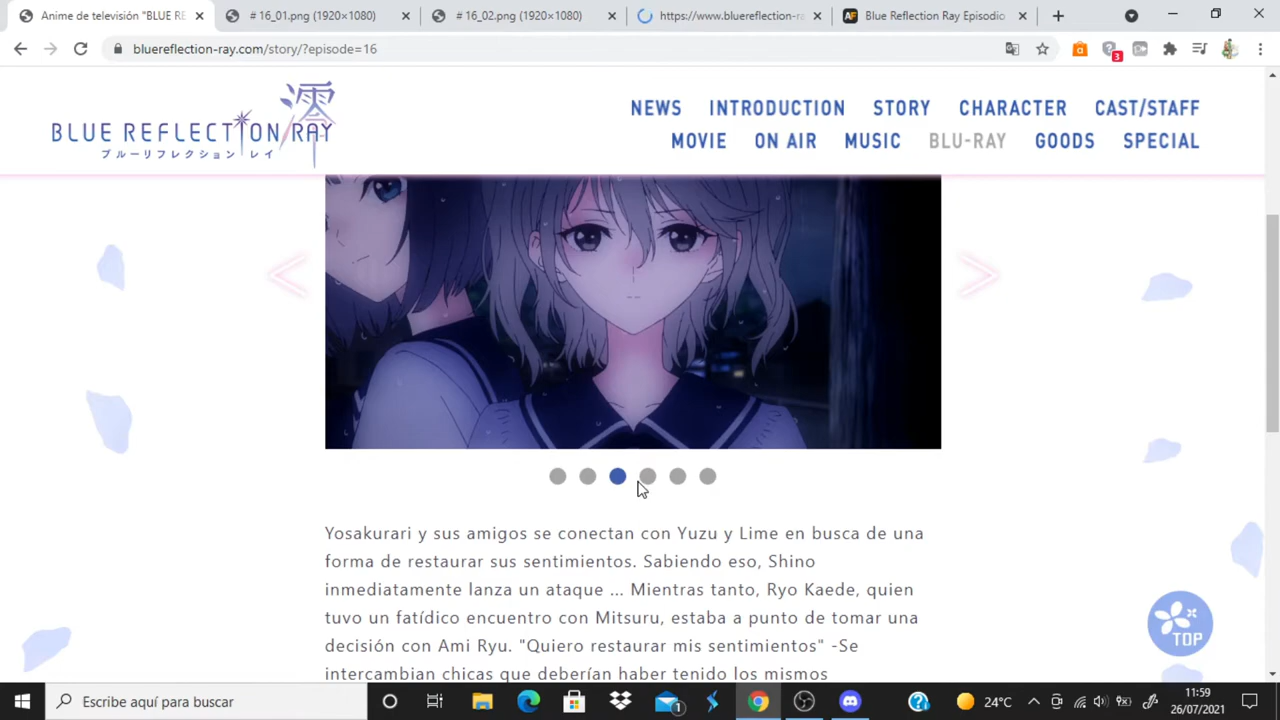 Anime de televisión "BLUE RE
# 16_01.png (1920×1080)
# 16_02.png (1920×1080)
https://www.bluereflection-ra
Blue Reflection Ray Episodio
bluereflection-ray.com/story/?episode=16
3
澪
BLUE REFLECTION RAY
ブルーリフレクション レイ
NEWS INTRODUCTION STORY CHARACTER CAST/STAFF
MOVIE ON AIR MUSIC BLU-RAY GOODS SPECIAL
Yosakurari y sus amigos se conectan con Yuzu y Lime en busca de una
forma de restaurar sus sentimientos. Sabiendo eso, Shino
inmediatamente lanza un ataque ... Mientras tanto, Ryo Kaede, quien
tuvo un fatídico encuentro con Mitsuru, estaba a punto de tomar una
decisión con Ami Ryu. "Quiero restaurar mis sentimientos" -Se
intercambian chicas que deberían haber tenido los mismos
TOP
Escribe aquí para buscar
1
24°C
11:59
26/07/2021